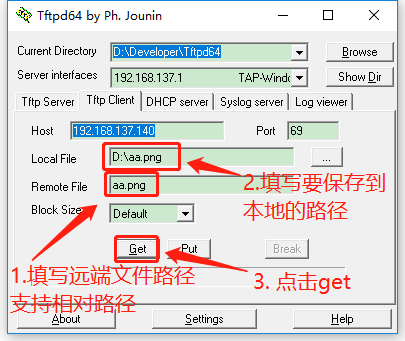 Tftpd64 by Ph. Jounin
Current Directory D:\Developer\Tftpd64 Browse
Server interfaces 192.168.137.1 TAP-Windo Show Dir
Tftp Server Tftp Client DHCP server Syslog server Log viewer
Host 192.168.137.140 Port 69
Local File D:\aa.png ...
Remote File aa.png
2.填写要保存到
本地的路径
Block Size Default
Get Put Break
1.填写远端文件路径
支持相对路径
3. 点击get
About Settings Help